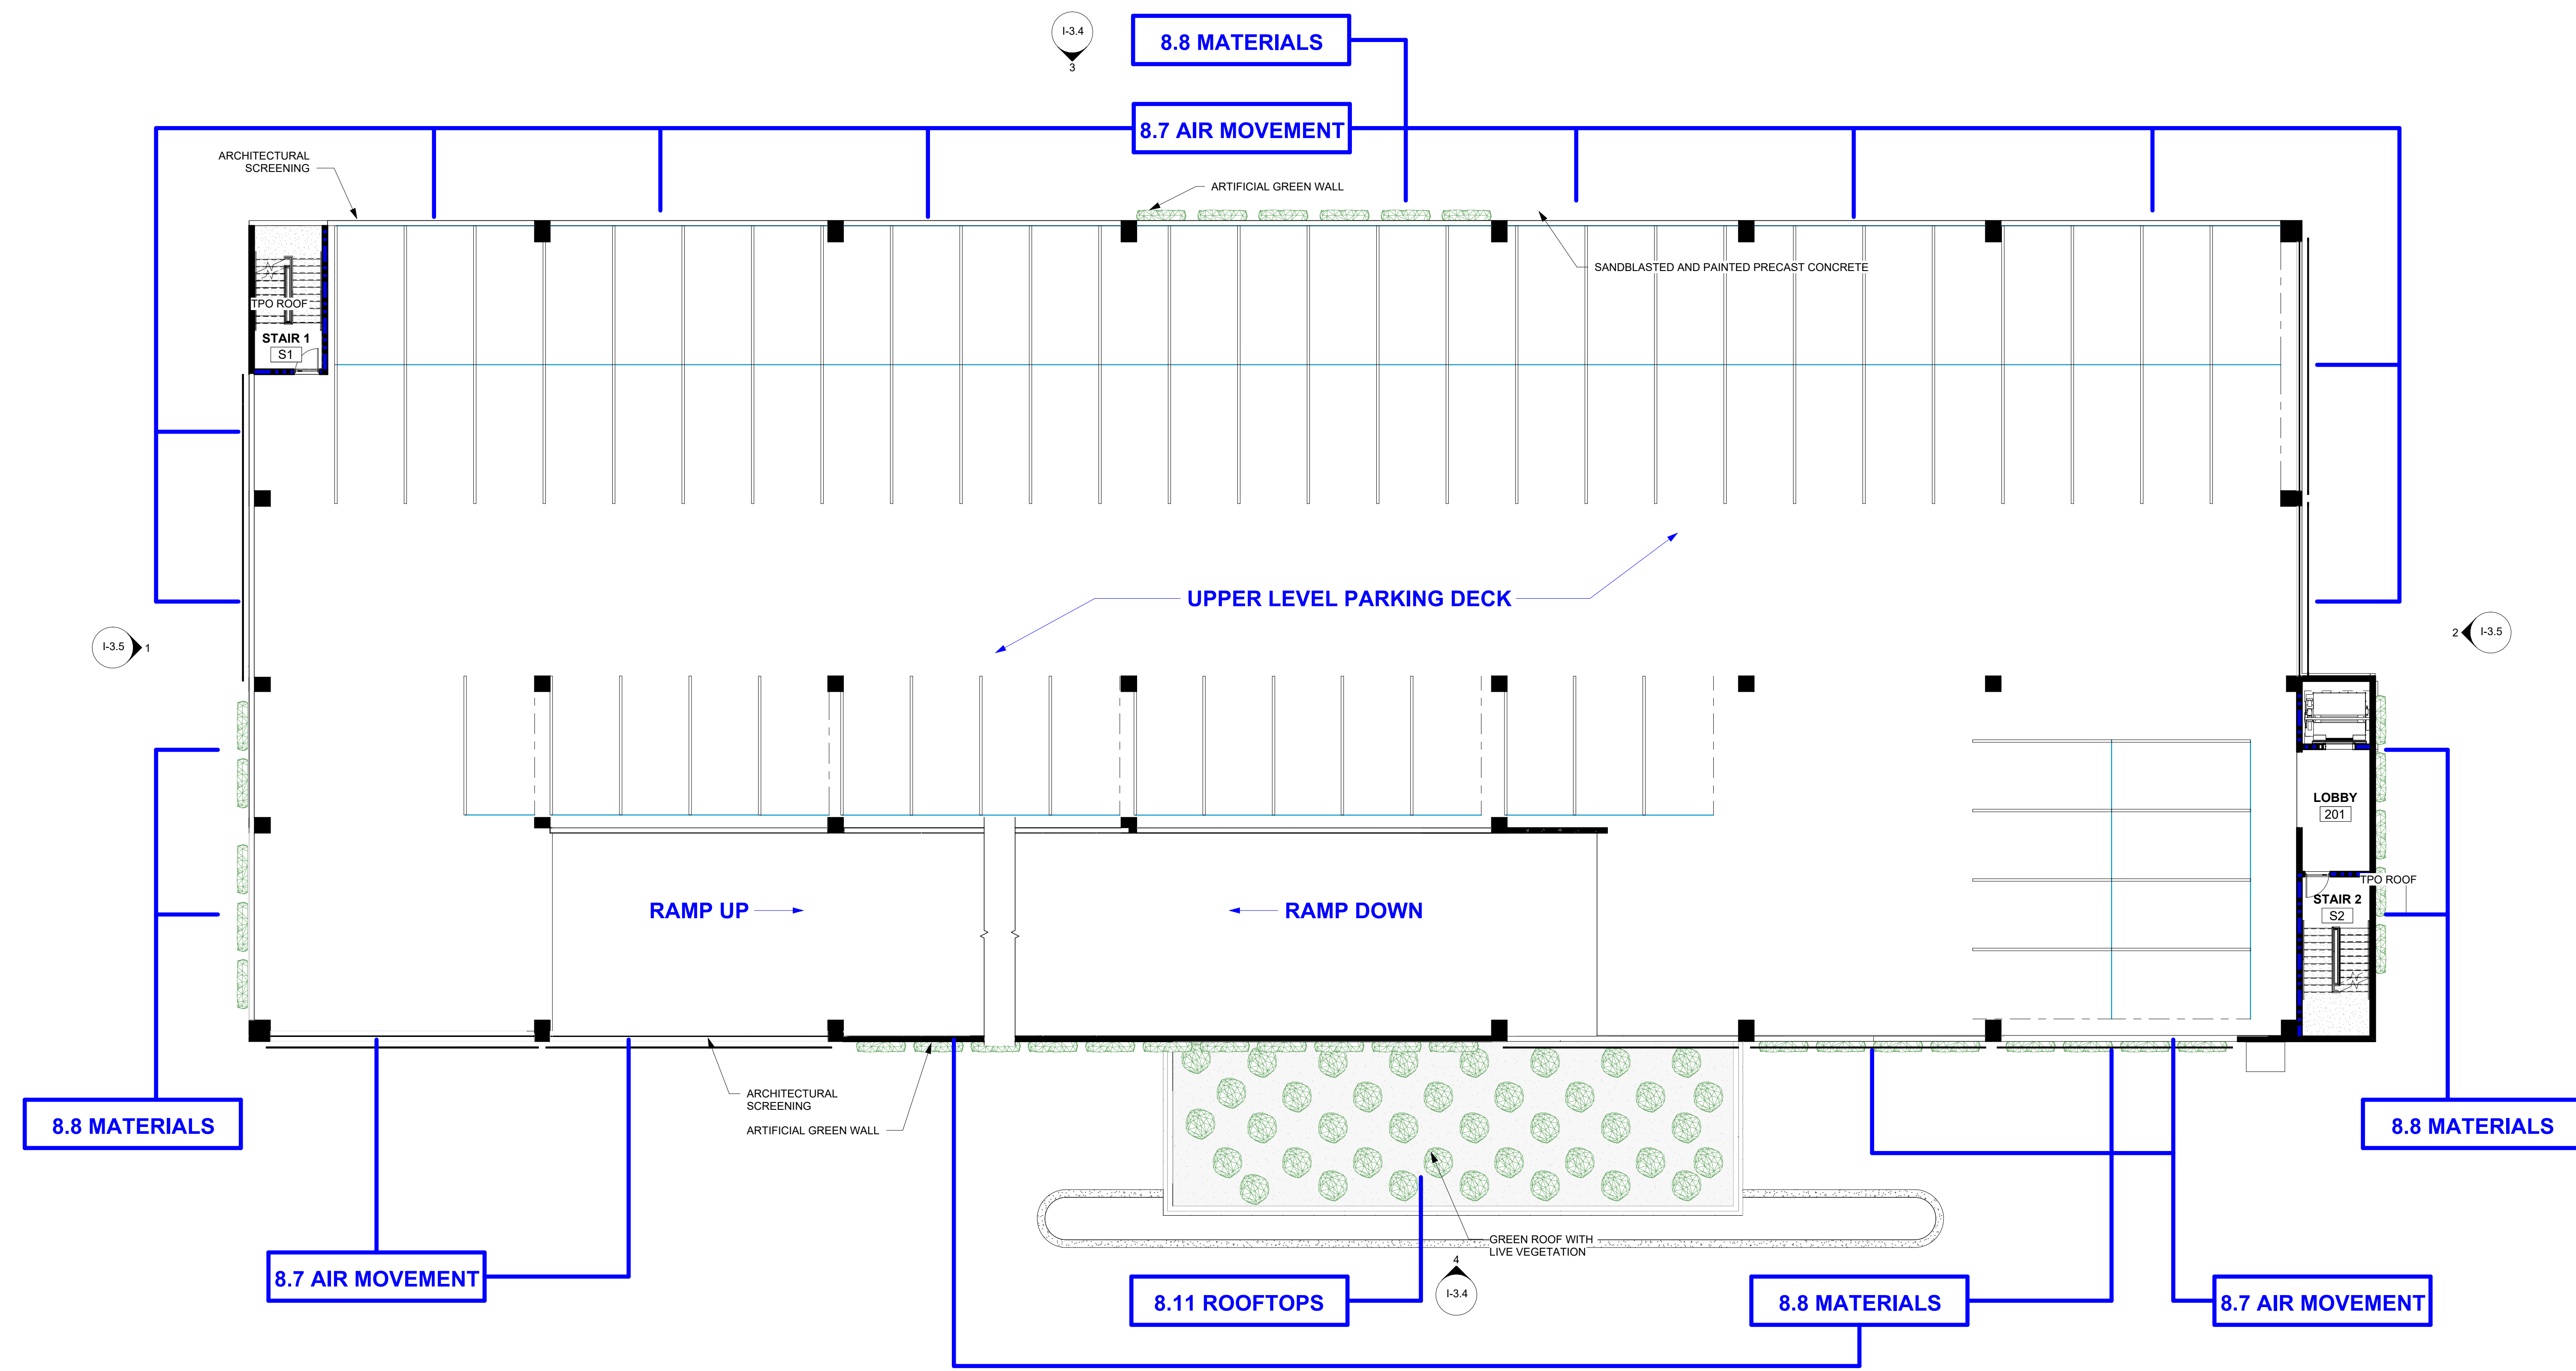 I-3.4
3
8.8 MATERIALS
8.7 AIR MOVEMENT
ARCHITECTURAL
SCREENING
ARTIFICIAL GREEN WALL
SANDBLASTED AND PAINTED PRECAST CONCRETE
TPO ROOF
STAIR 1
S1
UPPER LEVEL PARKING DECK
I-3.5
1
2
I-3.5
LOBBY
201
TPO ROOF
STAIR 2
S2
RAMP UP
RAMP DOWN
ARCHITECTURAL
SCREENING
ARTIFICIAL GREEN WALL
8.8 MATERIALS
8.8 MATERIALS
GREEN ROOF WITH
LIVE VEGETATION
4
I-3.4
8.7 AIR MOVEMENT
8.11 ROOFTOPS
8.8 MATERIALS
8.7 AIR MOVEMENT